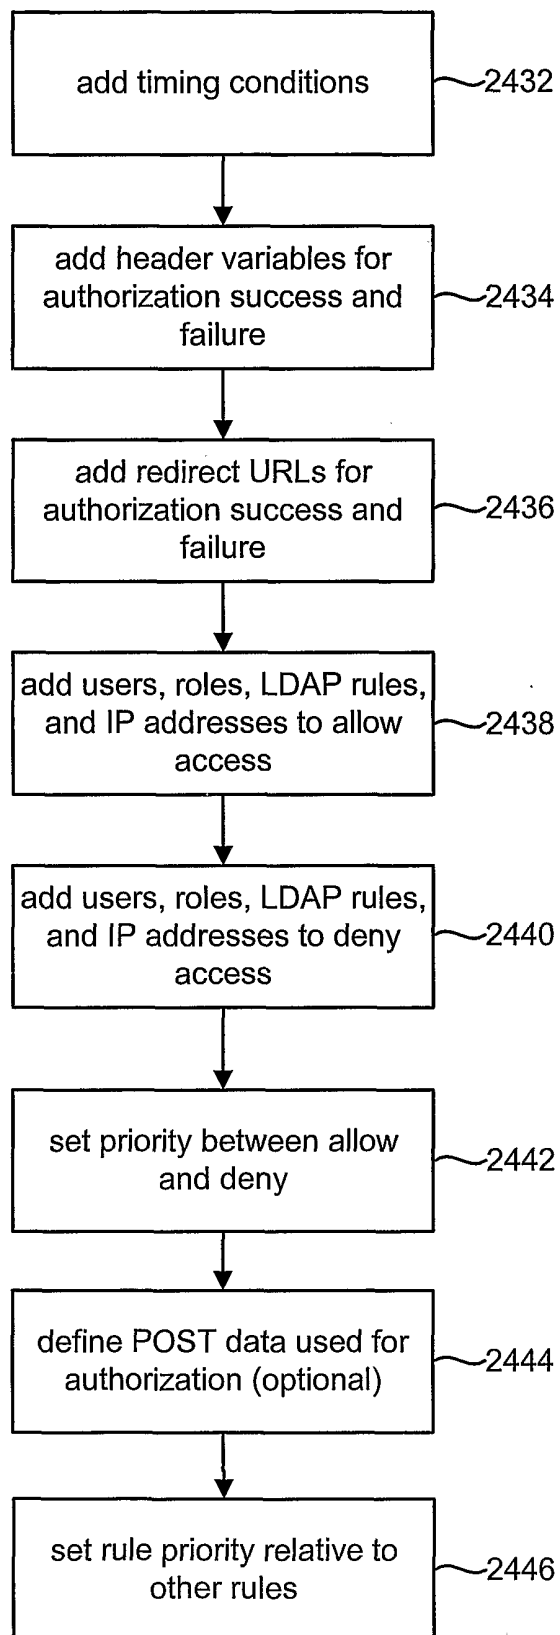 add timing conditions
2432
add header variables for
authorization success and
failure
2434
add redirect URLs for
authorization success and
failure
2436
add users, roles, LDAP rules,
and IP addresses to allow
access
2438
add users, roles, LDAP rules,
and IP addresses to deny
access
2440
set priority between allow
and deny
2442
define POST data used for
authorization (optional)
2444
set rule priority relative to
other rules
2446